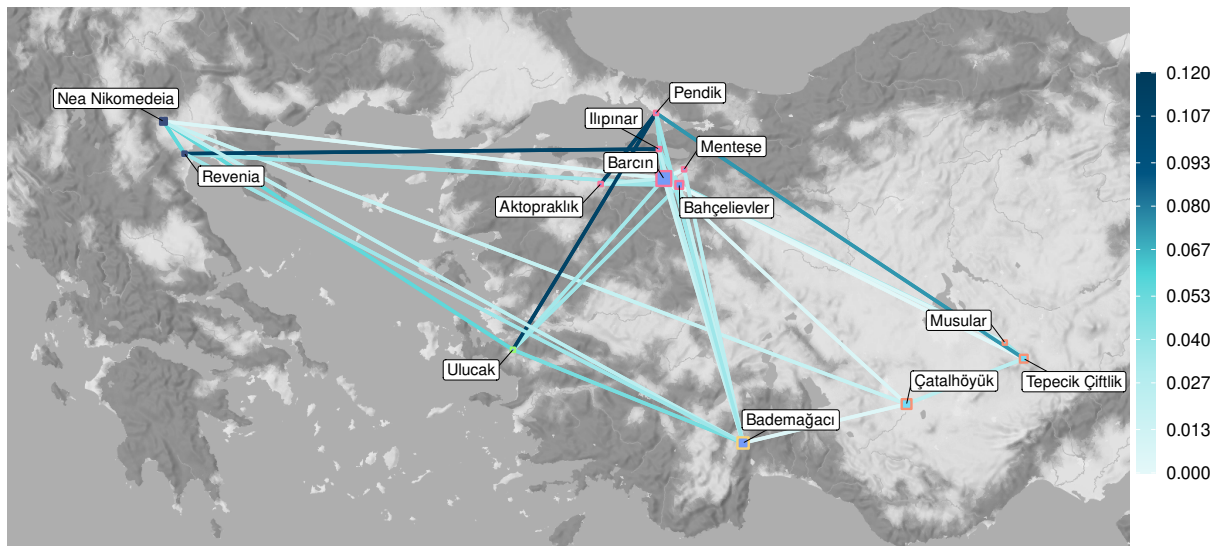 Nea Nikomedeia
Revenia
Pendik
Ilıpınar
Menteşe
Barcın
Aktopraklık
Bahçelievler
Ulucak
Musular
Çatalhöyük
Tepecik Çiftlik
Bademağacı
0.120
0.107
0.093
0.080
0.067
0.053
0.040
0.027
0.013
0.000